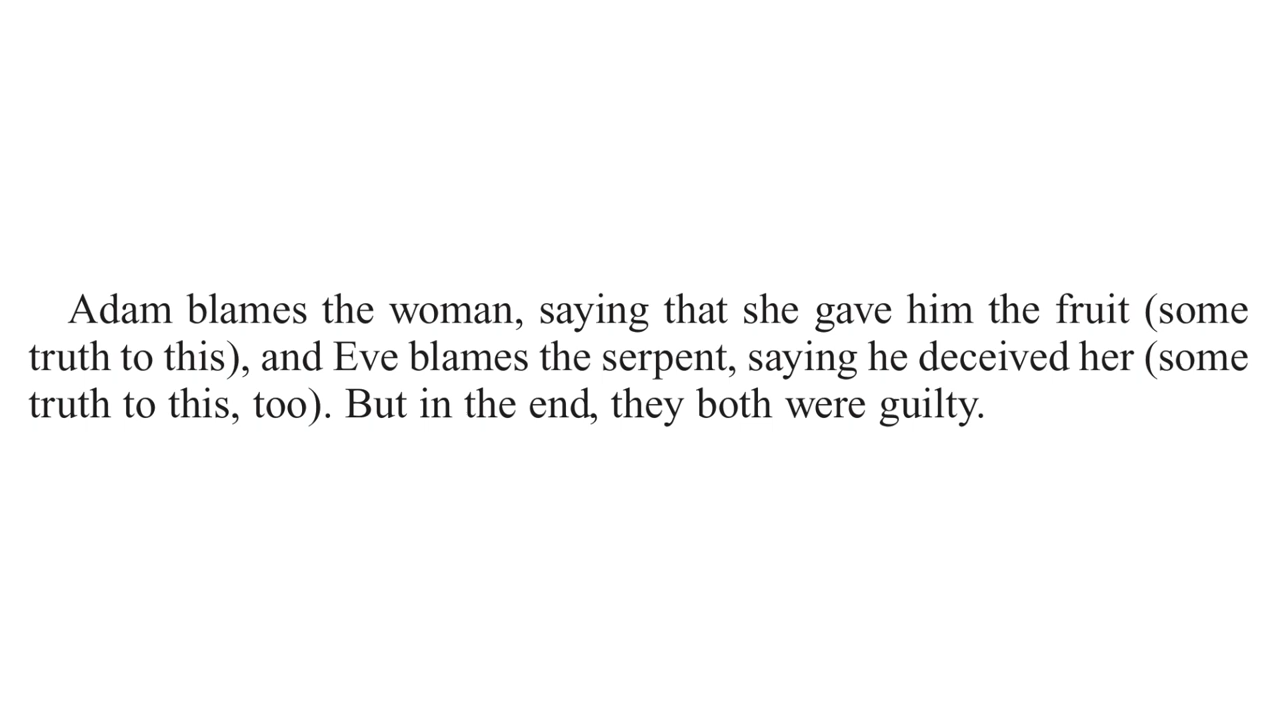 Adam blames the woman, saying that she gave him the fruit (some
truth to this), and Eve blames the serpent, saying he deceived her (some
truth to this, too). But in the end, they both were guilty.